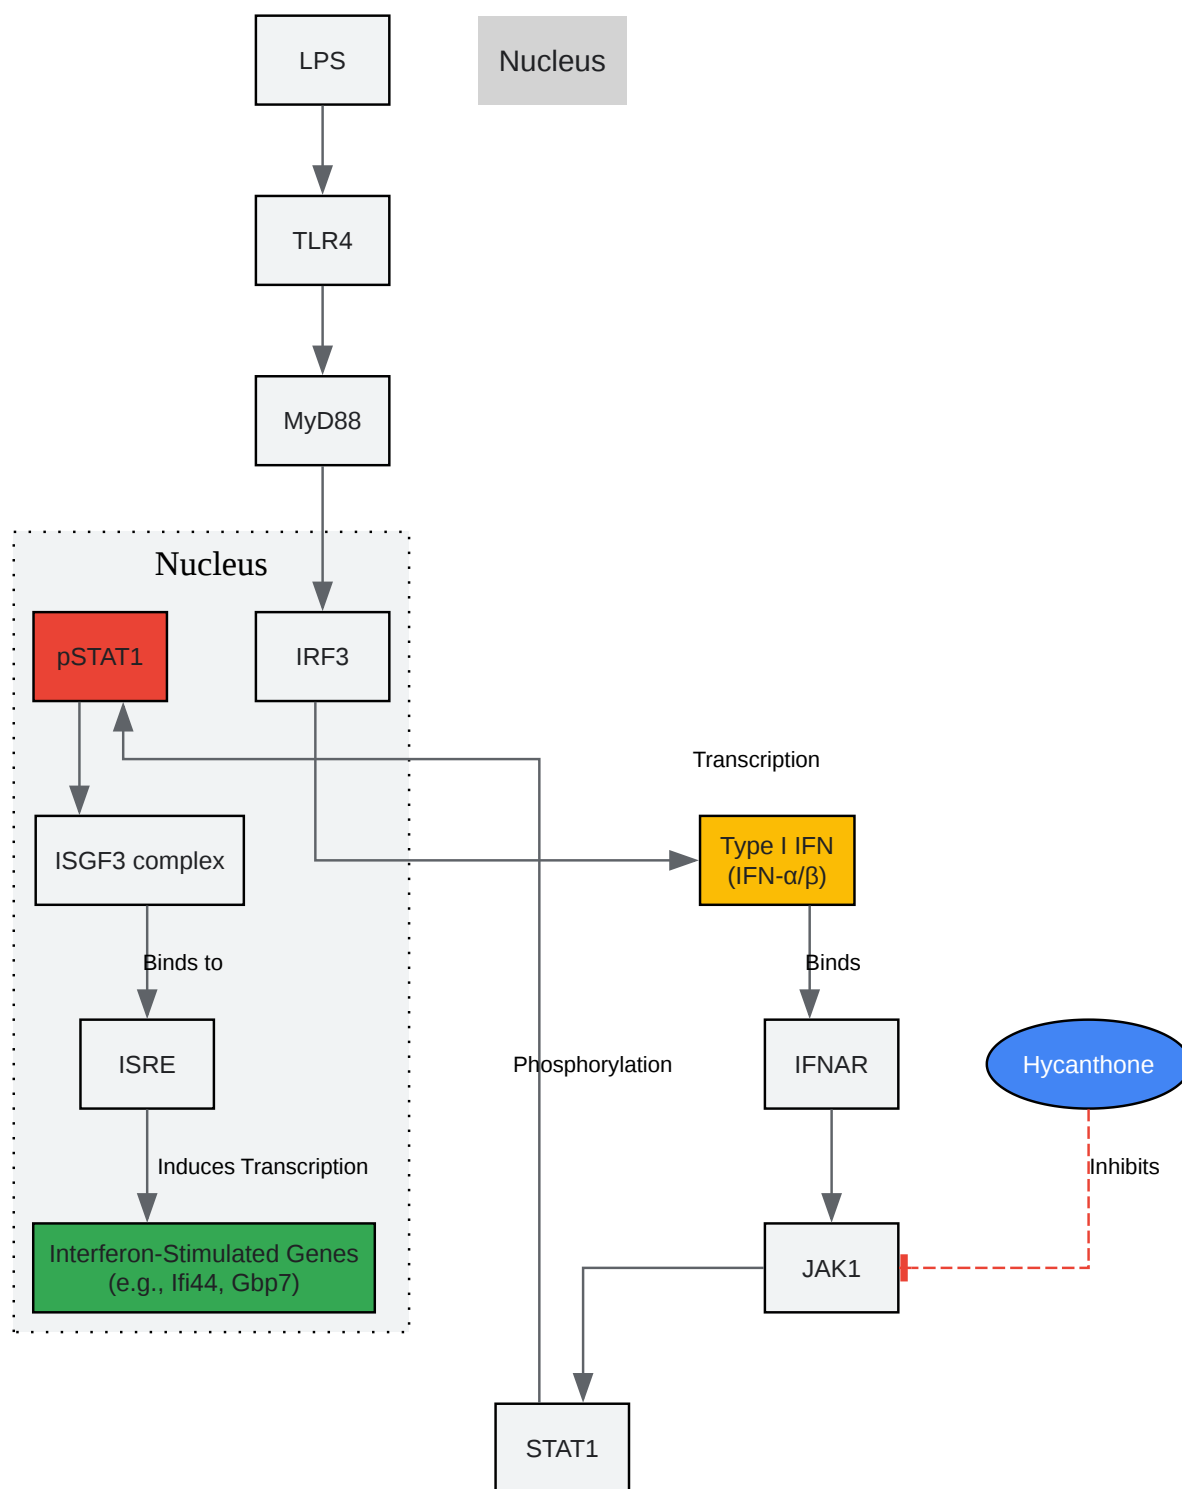 LPS
Nucleus
TLR4
MyD88
Nucleus
pSTAT1
IRF3
Transcription
ISGF3 complex
Type I IFN
(IFN-α/β)
Binds to
Binds
ISRE
Phosphorylation
IFNAR
Hycanthone
Induces Transcription
Inhibits
Interferon-Stimulated Genes
(e.g., Ifi44, Gbp7)
JAK1
STAT1